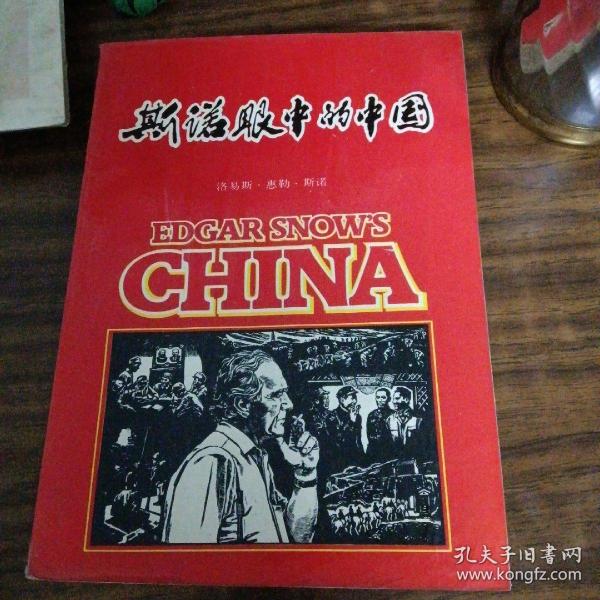 斯诺眼中的中国
洛易斯·惠勒·斯诺
EDGAR SNOW'S
CHINA
孔夫子旧书网
www.kongfz.com